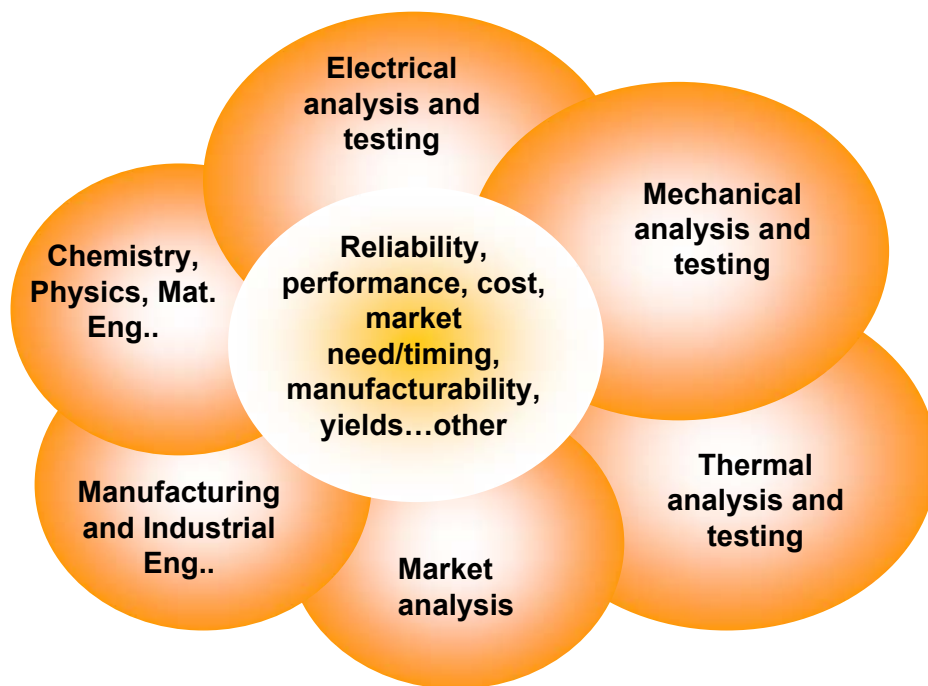 Electrical
analysis and
testing
Mechanical
analysis and
testing
Chemistry,
Physics, Mat.
Eng..
Reliability,
performance, cost,
market
need/timing,
manufacturability,
yields…other
Thermal
analysis and
testing
Manufacturing
and Industrial
Eng..
Market
analysis